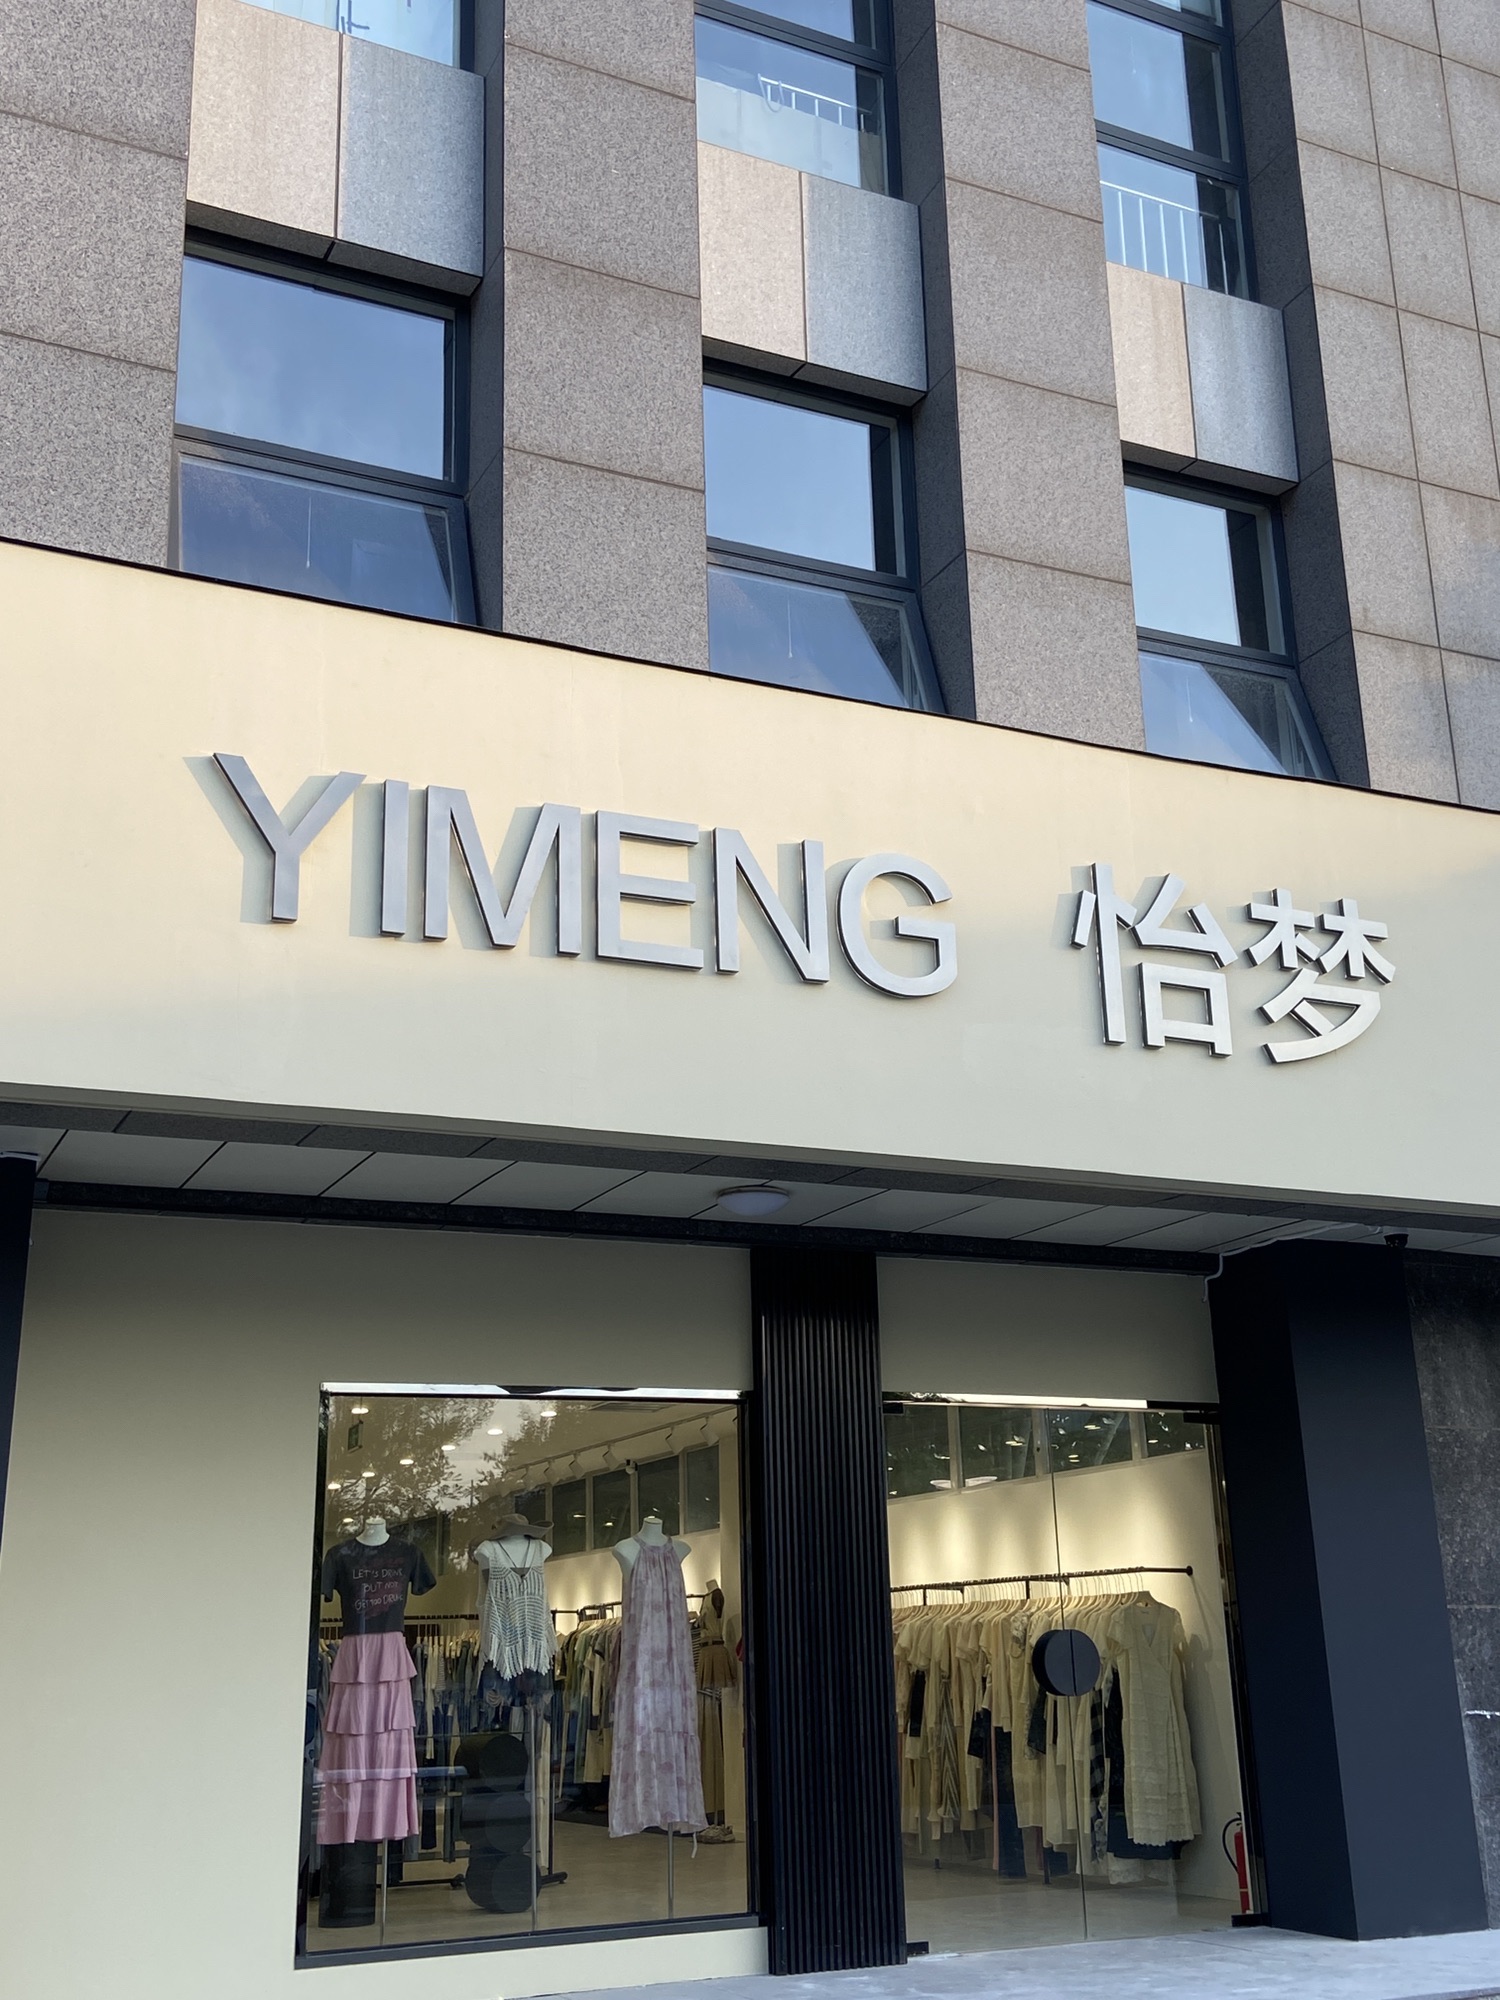 YIMENG 怡梦
LET'S DRINK
BUT NOT
GET TOO DRUNK